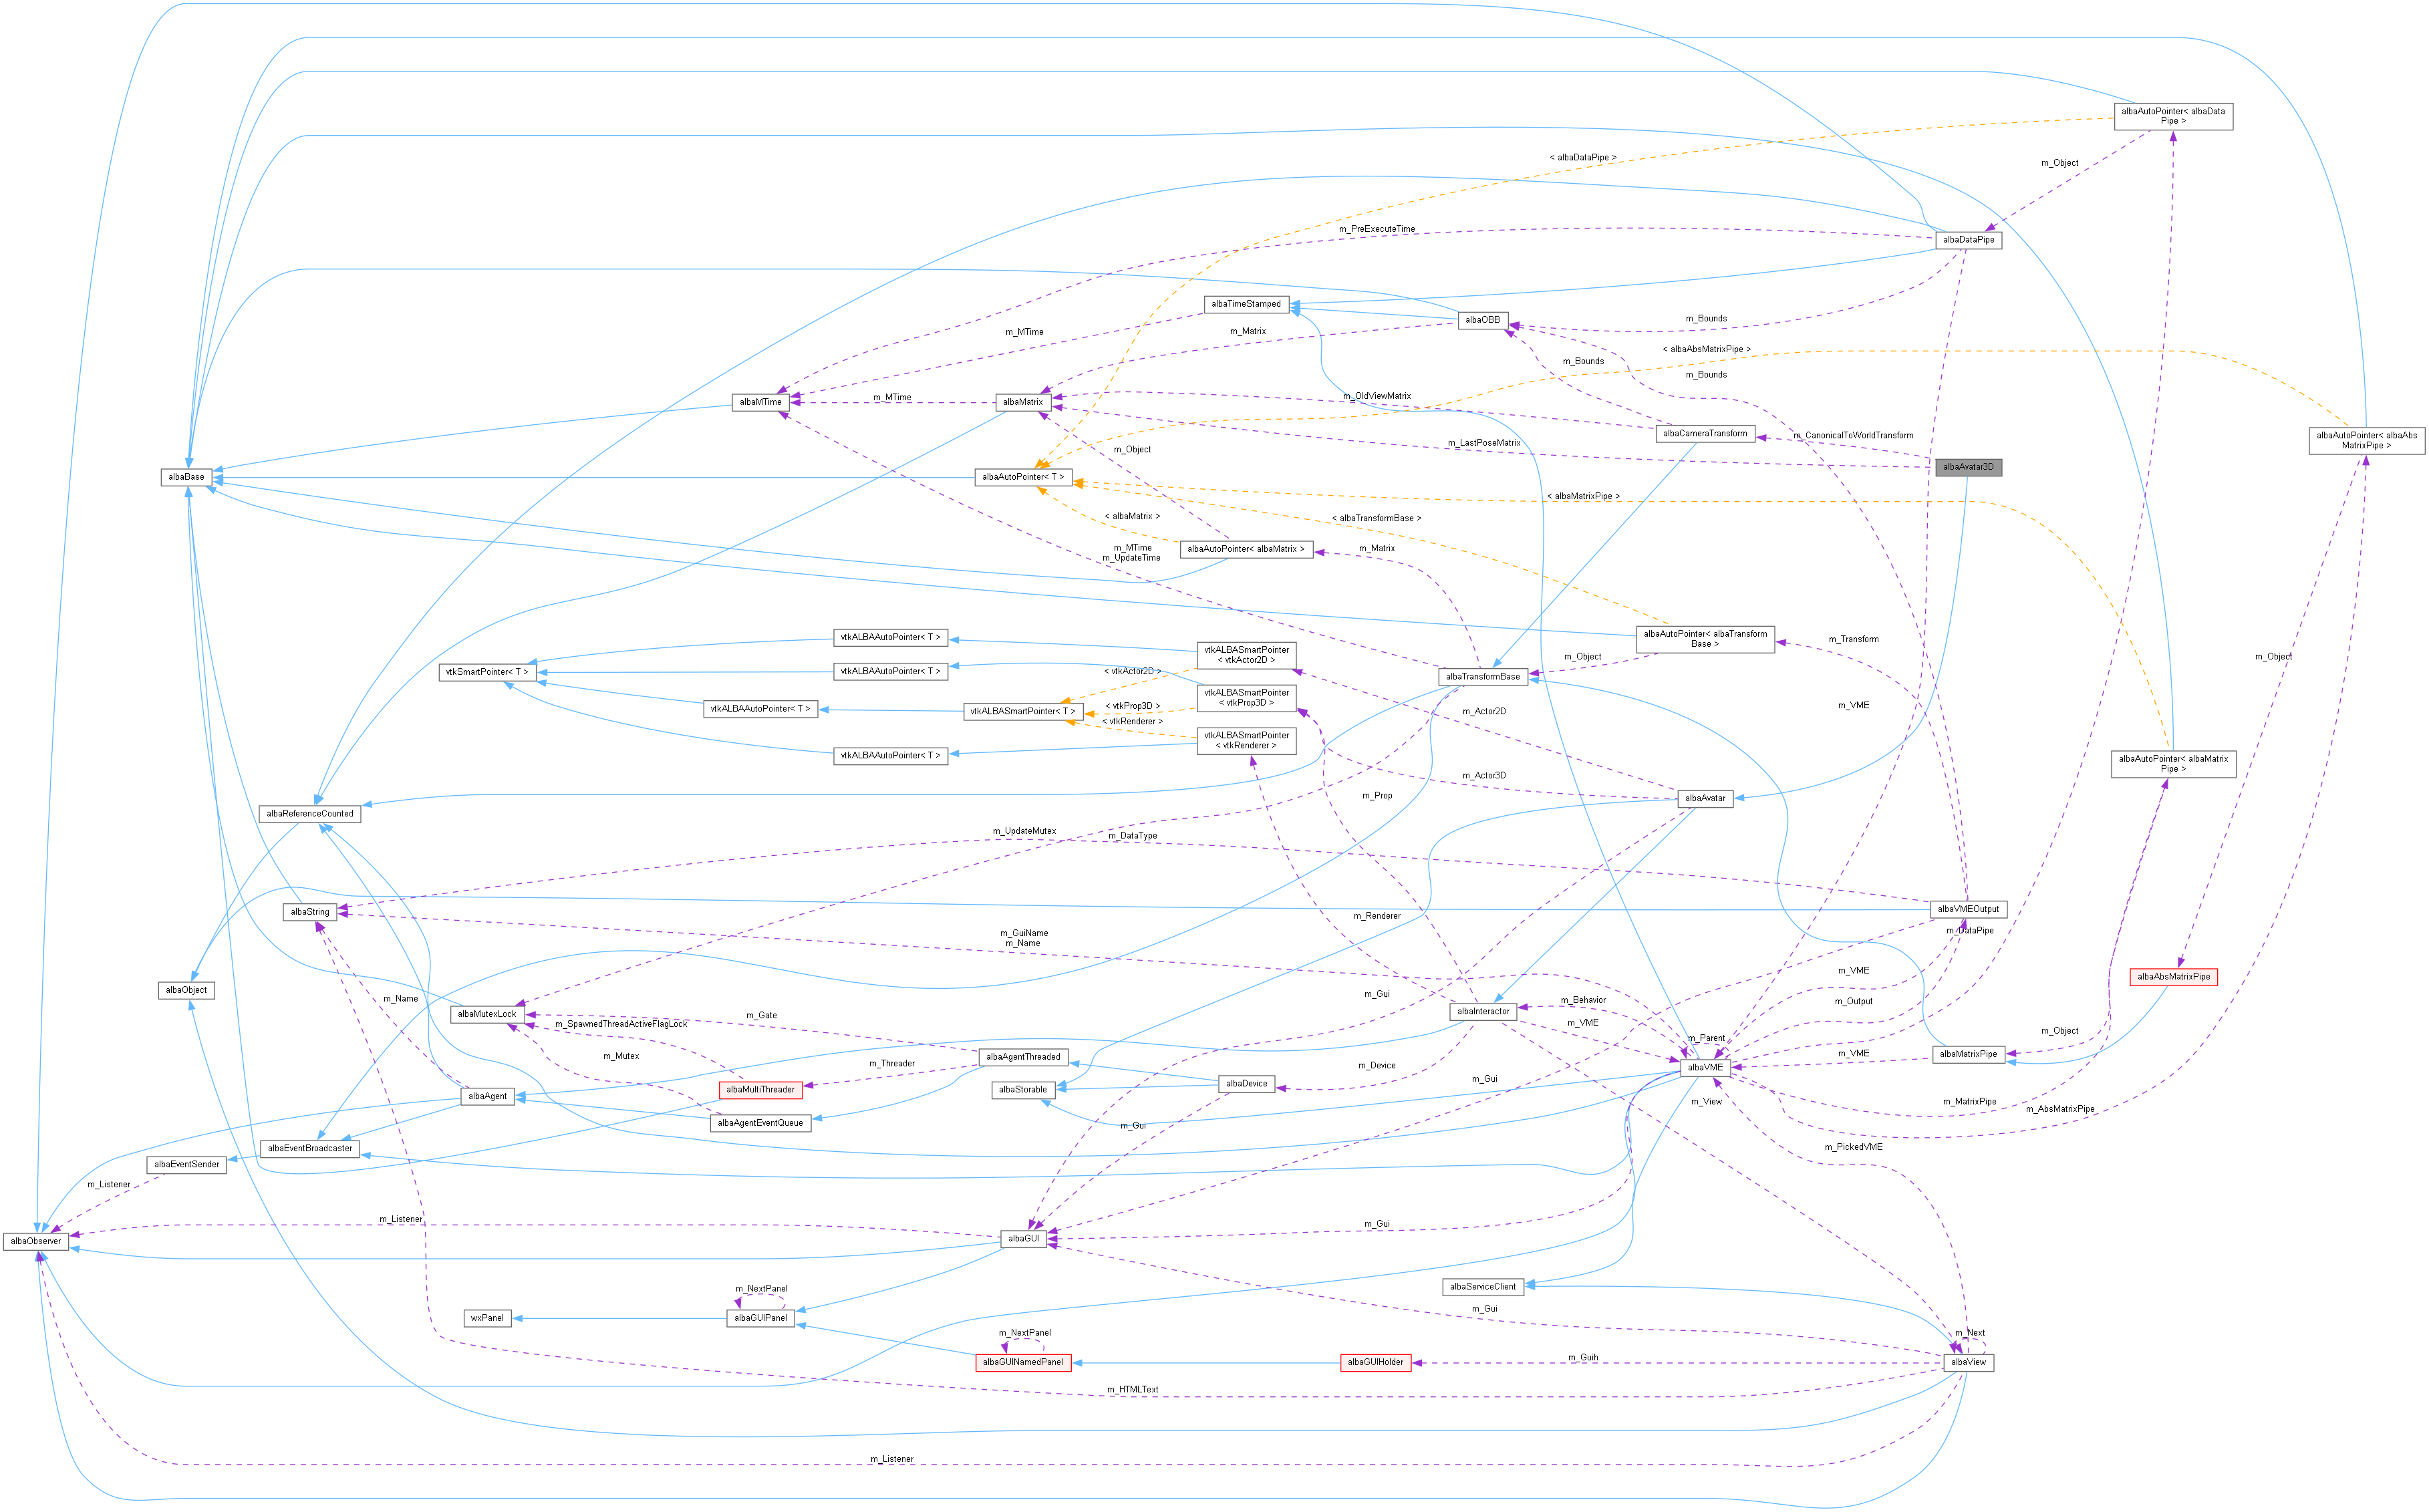 albaAutoPointer< albaData
Pipe >
< albaDataPipe >
m_Object
m_PreExecuteTime
albaDataPipe
albaTimeStamped
m_Bounds
albaOBB
m_MTime
m_Matrix
< albaAbsMatrixPipe >
m_Bounds
m_Bounds
m_OldViewMatrix
m_MTime
albaMTime
albaMatrix
albaCameraTransform
m_CanonicalToWorldTransform
albaAutoPointer< albaAbs
MatrixPipe >
m_LastPoseMatrix
m_Object
albaAvatar3D
albaBase
albaAutoPointer< T >
< albaMatrixPipe >
< albaMatrix >
< albaTransformBase >
m_MTime
m_UpdateTime
albaAutoPointer< albaMatrix >
m_Matrix
vtkALBAAutoPointer< T >
albaAutoPointer< albaTransform
Base >
m_Transform
vtkALBASmartPointer
< vtkActor2D >
m_Object
m_Object
vtkSmartPointer< T >
vtkALBAAutoPointer< T >
< vtkActor2D >
albaTransformBase
vtkALBASmartPointer
< vtkProp3D >
vtkALBAAutoPointer< T >
vtkALBASmartPointer< T >
< vtkProp3D >
m_Actor2D
m_VME
< vtkRenderer >
vtkALBASmartPointer
< vtkRenderer >
vtkALBAAutoPointer< T >
albaAutoPointer< albaMatrix
Pipe >
m_Actor3D
m_Prop
albaAvatar
albaReferenceCounted
m_UpdateMutex
m_DataType
albaString
m_Renderer
albaVMEOutput
m_GuiName
m_Name
m_DataPipe
albaObject
m_Name
m_Gui
m_VME
albaAbsMatrixPipe
m_Behavior
m_Output
albaMutexLock
m_Gate
albaInteractor
m_SpawnedThreadActiveFlagLock
m_VME
m_Parent
m_Object
m_Mutex
albaAgentThreaded
m_Threader
m_Device
albaVME
m_VME
albaMatrixPipe
albaAgent
albaMultiThreader
albaStorable
albaDevice
m_Gui
m_View
m_MatrixPipe
m_AbsMatrixPipe
albaAgentEventQueue
m_Gui
albaEventBroadcaster
m_PickedVME
albaEventSender
m_Listener
m_Listener
m_Gui
albaObserver
albaGUI
albaServiceClient
m_NextPanel
m_Gui
wxPanel
albaGUIPanel
m_NextPanel
m_Next
albaGUINamedPanel
albaGUIHolder
m_Guih
albaView
m_HTMLText
m_Listener